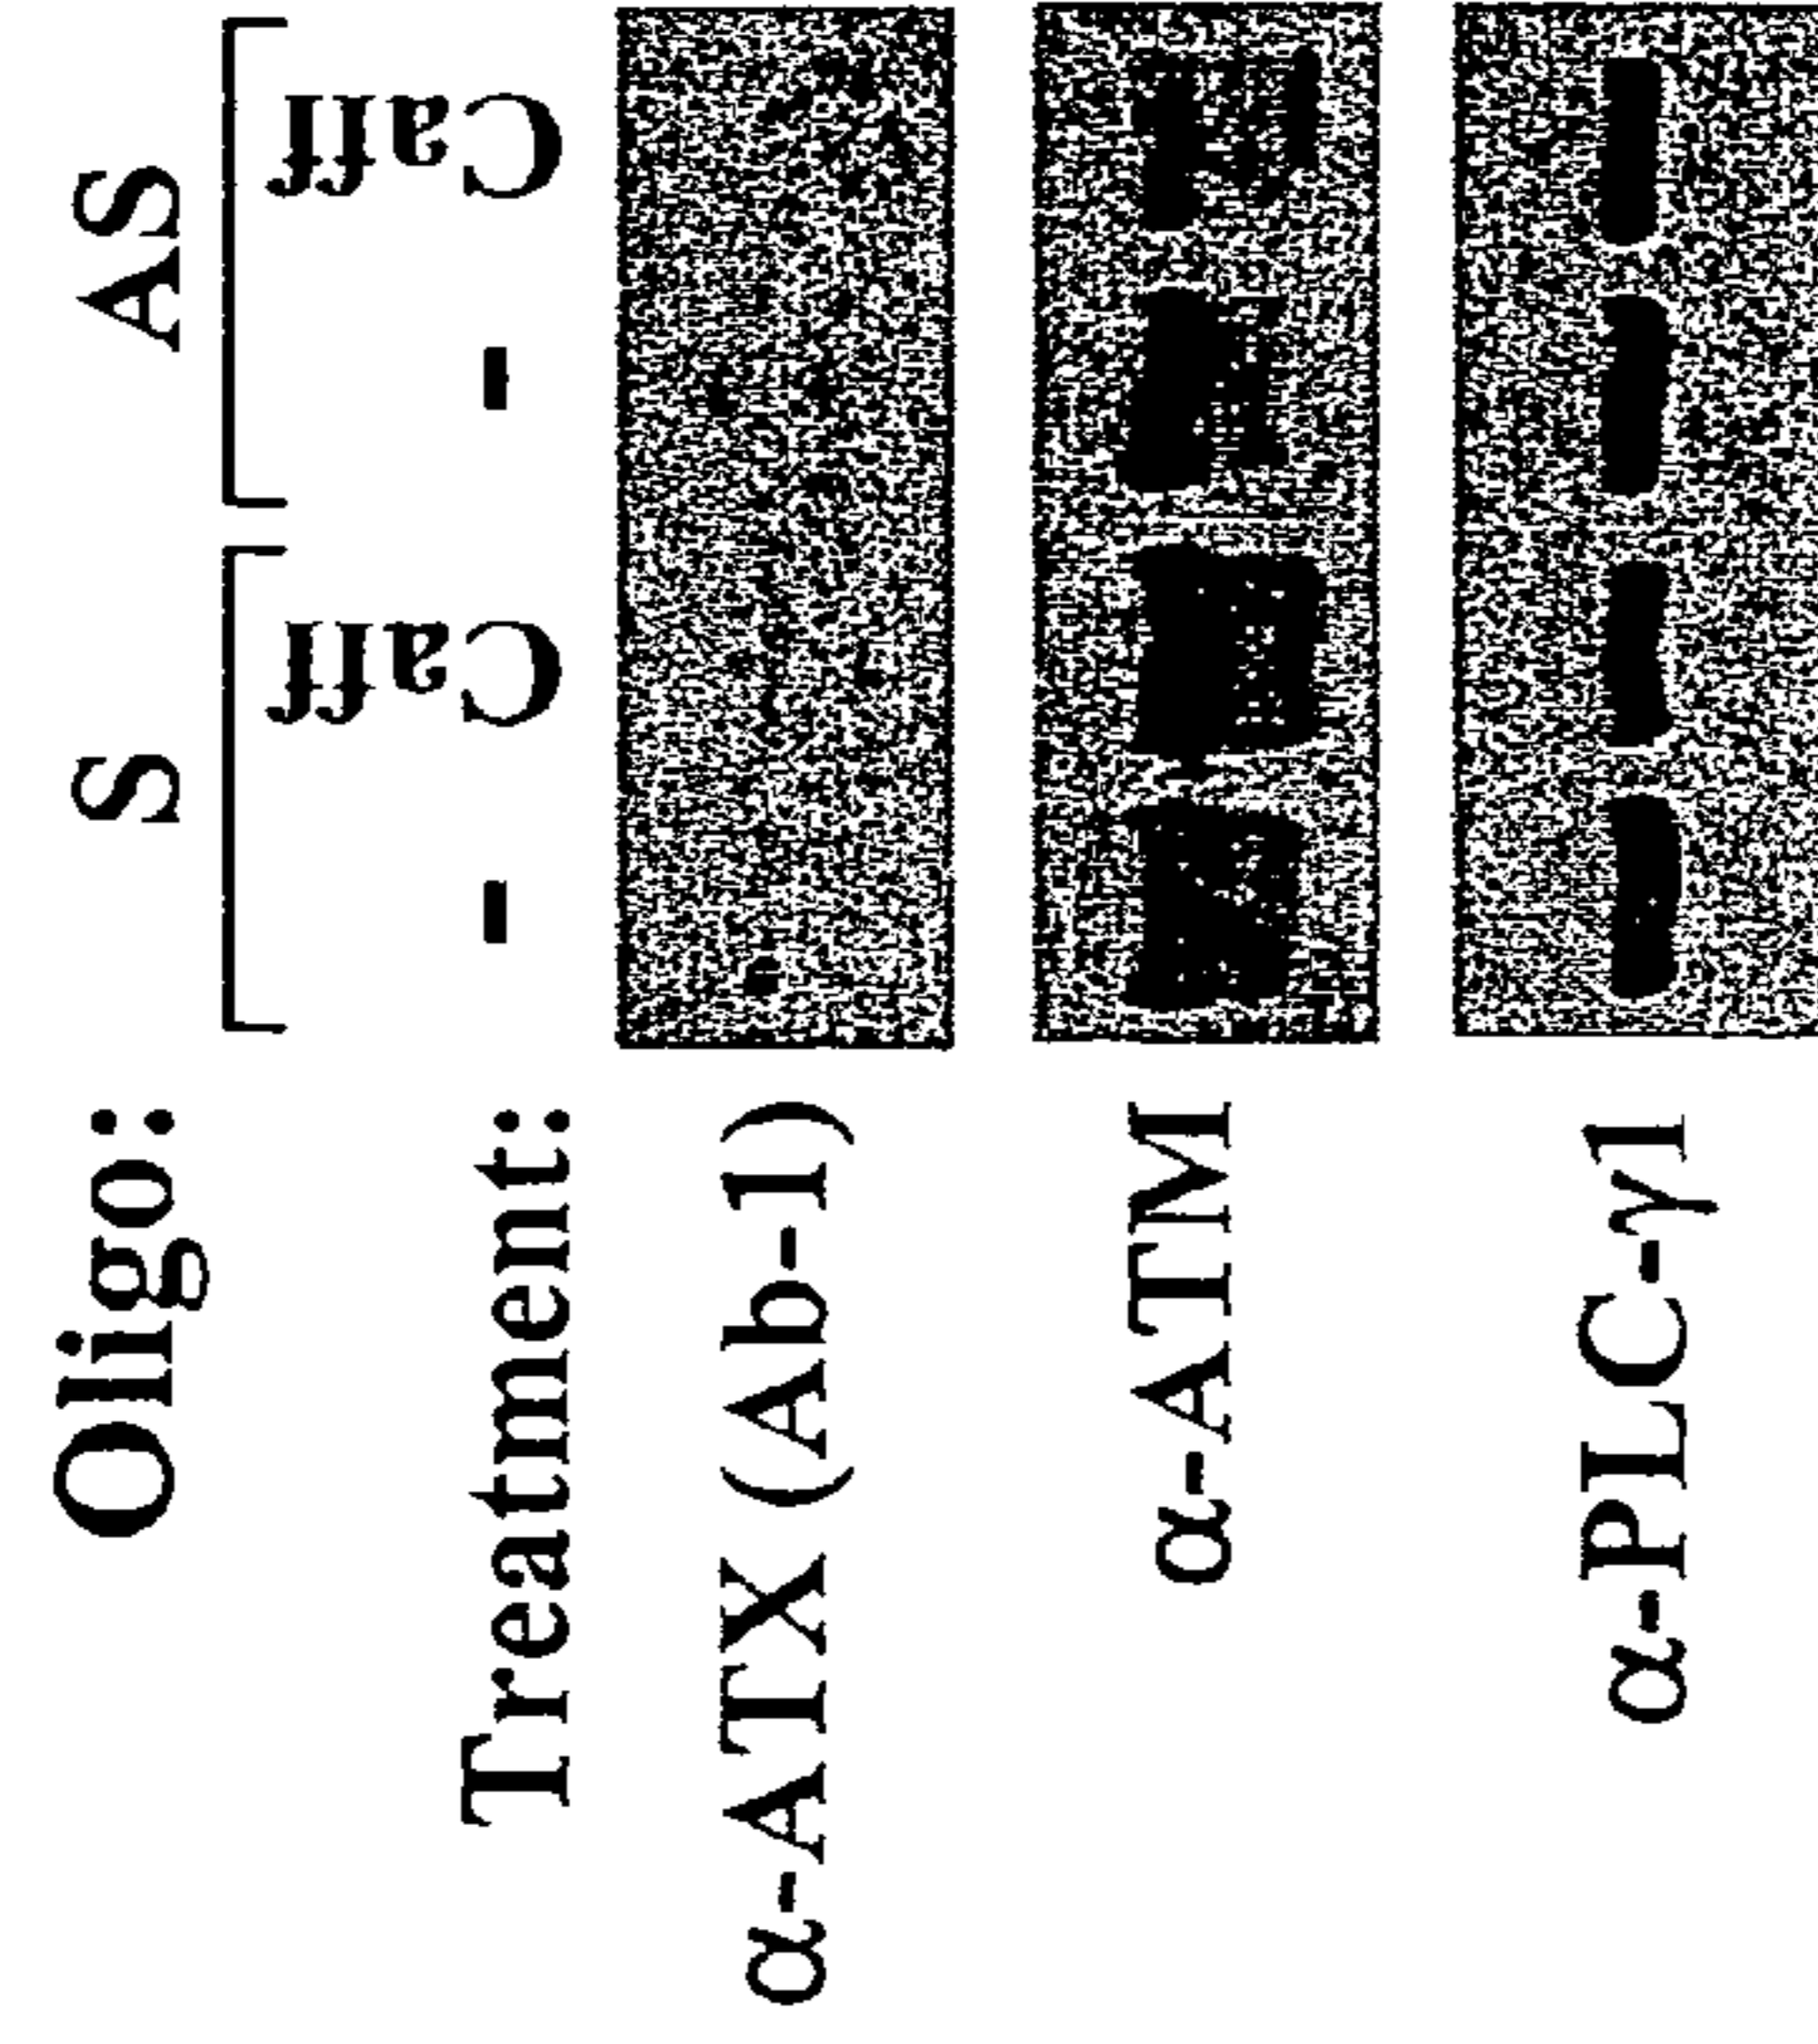 Oligo: S AS
Treatment: - Caff - Caff
α-ATX (Ab-1)
α-ATM
α-PLC-γ1